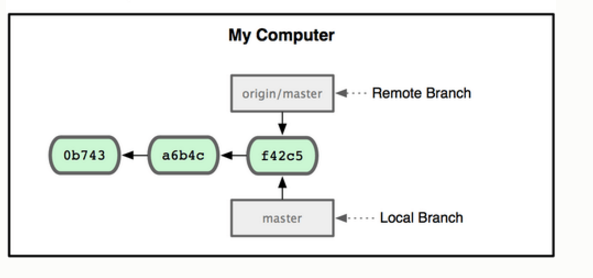 My Computer
origin/master
Remote Branch
0b743
a6b4c
f42c5
master
Local Branch